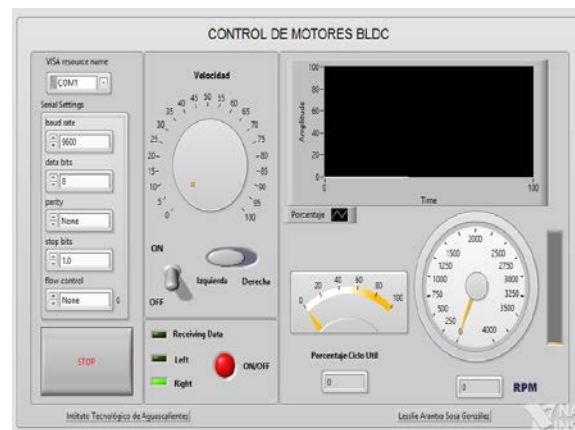 CONTROL DE MOTORES BLDC
VISA resource name
COM1
Serial Settings
baud rate
9600
data bits
8
parity
None
stop bits
1.0
flow control
None
0
STOP
Velocidad
0
5
10
15
20
25
30
35
40
45
50
55
60
65
70
75
80
85
90
95
100
ON
OFF
Izquierda Derecha
Receiving Data
Left
Right
ON/OFF
Amplitude
100
80
60
40
20
0
0 100
Time
Porcentaje
0
20
40
60
80
100
Porcentaje Ciclo Util
0
0
250
500
750
1000
1250
1500
1750
2000
2250
2500
2750
3000
3250
3500
4000
0
RPM
Intituto Tecnológico de Aguascalientes
Lesslie Arantxa Sosa González